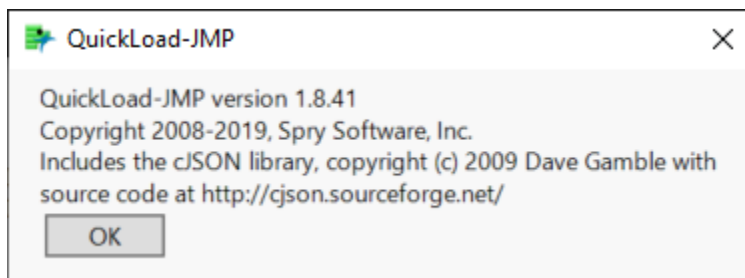 QuickLoad-JMP
QuickLoad-JMP version 1.8.41
Copyright 2008-2019, Spry Software, Inc.
Includes the cJSON library, copyright (c) 2009 Dave Gamble with
source code at http://cjson.sourceforge.net/
OK